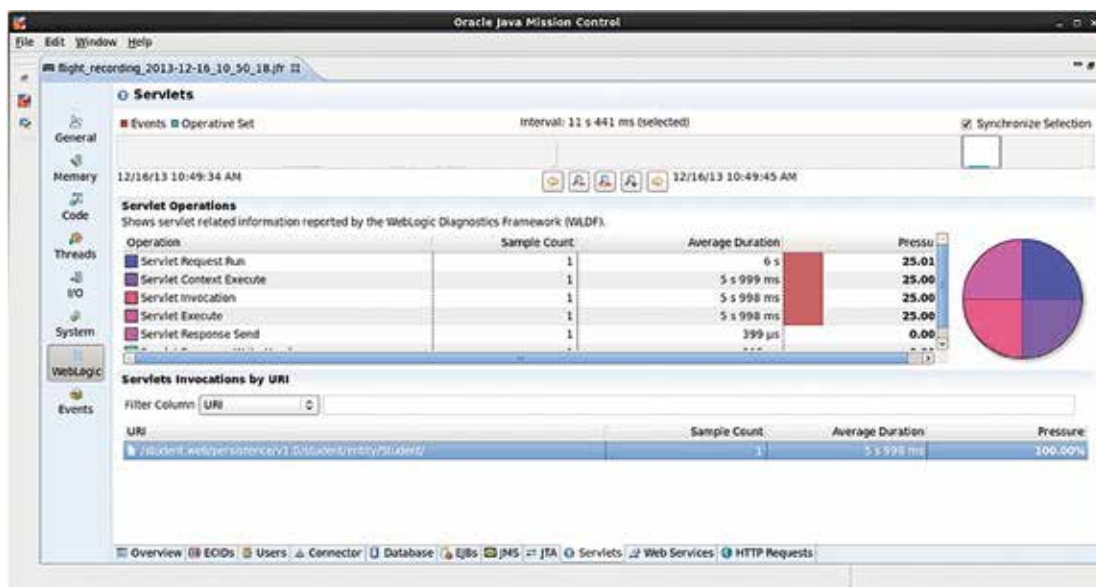 Oracle Java Mission Control
File Edit Window Help
flight_recording_2013-12-16_10_50_18.jfr
Servlets
Events Operative Set
Interval: 11 s 441 ms (selected)
Synchronize Selection
12/16/13 10:49:34 AM
12/16/13 10:49:45 AM
General
Memory
Code
Threads
I/O
System
WebLogic
Events
Servlet Operations
Shows servlet related information reported by the WebLogic Diagnostics Framework (WLDF).
Operation Sample Count Average Duration Pressu
Servlet Request Run 1 6 s 25.01
Servlet Context Execute 1 5 s 999 ms 25.00
Servlet Invocation 1 5 s 998 ms 25.00
Servlet Execute 1 5 s 998 ms 25.00
Servlet Response Send 1 399 µs 0.00
Servlets Invocations by URI
Filter Column URI
URI Sample Count Average Duration Pressure
/student.web/persistence/v1.0/student/entity/Student/ 1 5 s 998 ms 100.00%
Overview ECIDs Users Connector Database EJBs JMS JTA Servlets Web Services HTTP Requests